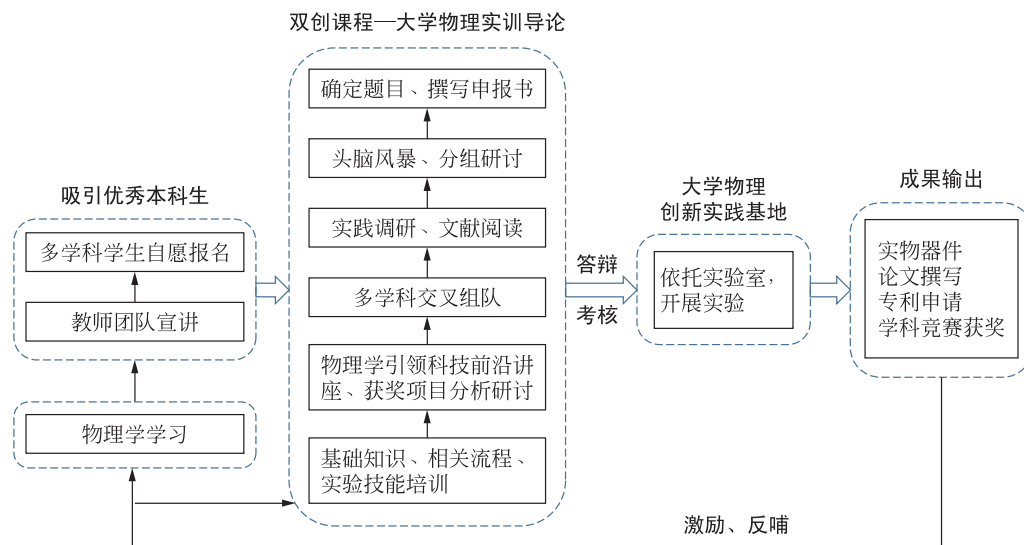 双创课程—大学物理实训导论
确定题目、撰写申报书
头脑风暴、分组研讨
实践调研、文献阅读
多学科交叉组队
物理学引领科技前沿讲
座、获奖项目分析研讨
基础知识、相关流程、
实验技能培训
吸引优秀本科生
多学科学生自愿报名
教师团队宣讲
物理学学习
答辩
考核
大学物理
创新实践基地
依托实验室，
开展实验
成果输出
实物器件
论文撰写
专利申请
学科竞赛获奖
激励、反哺